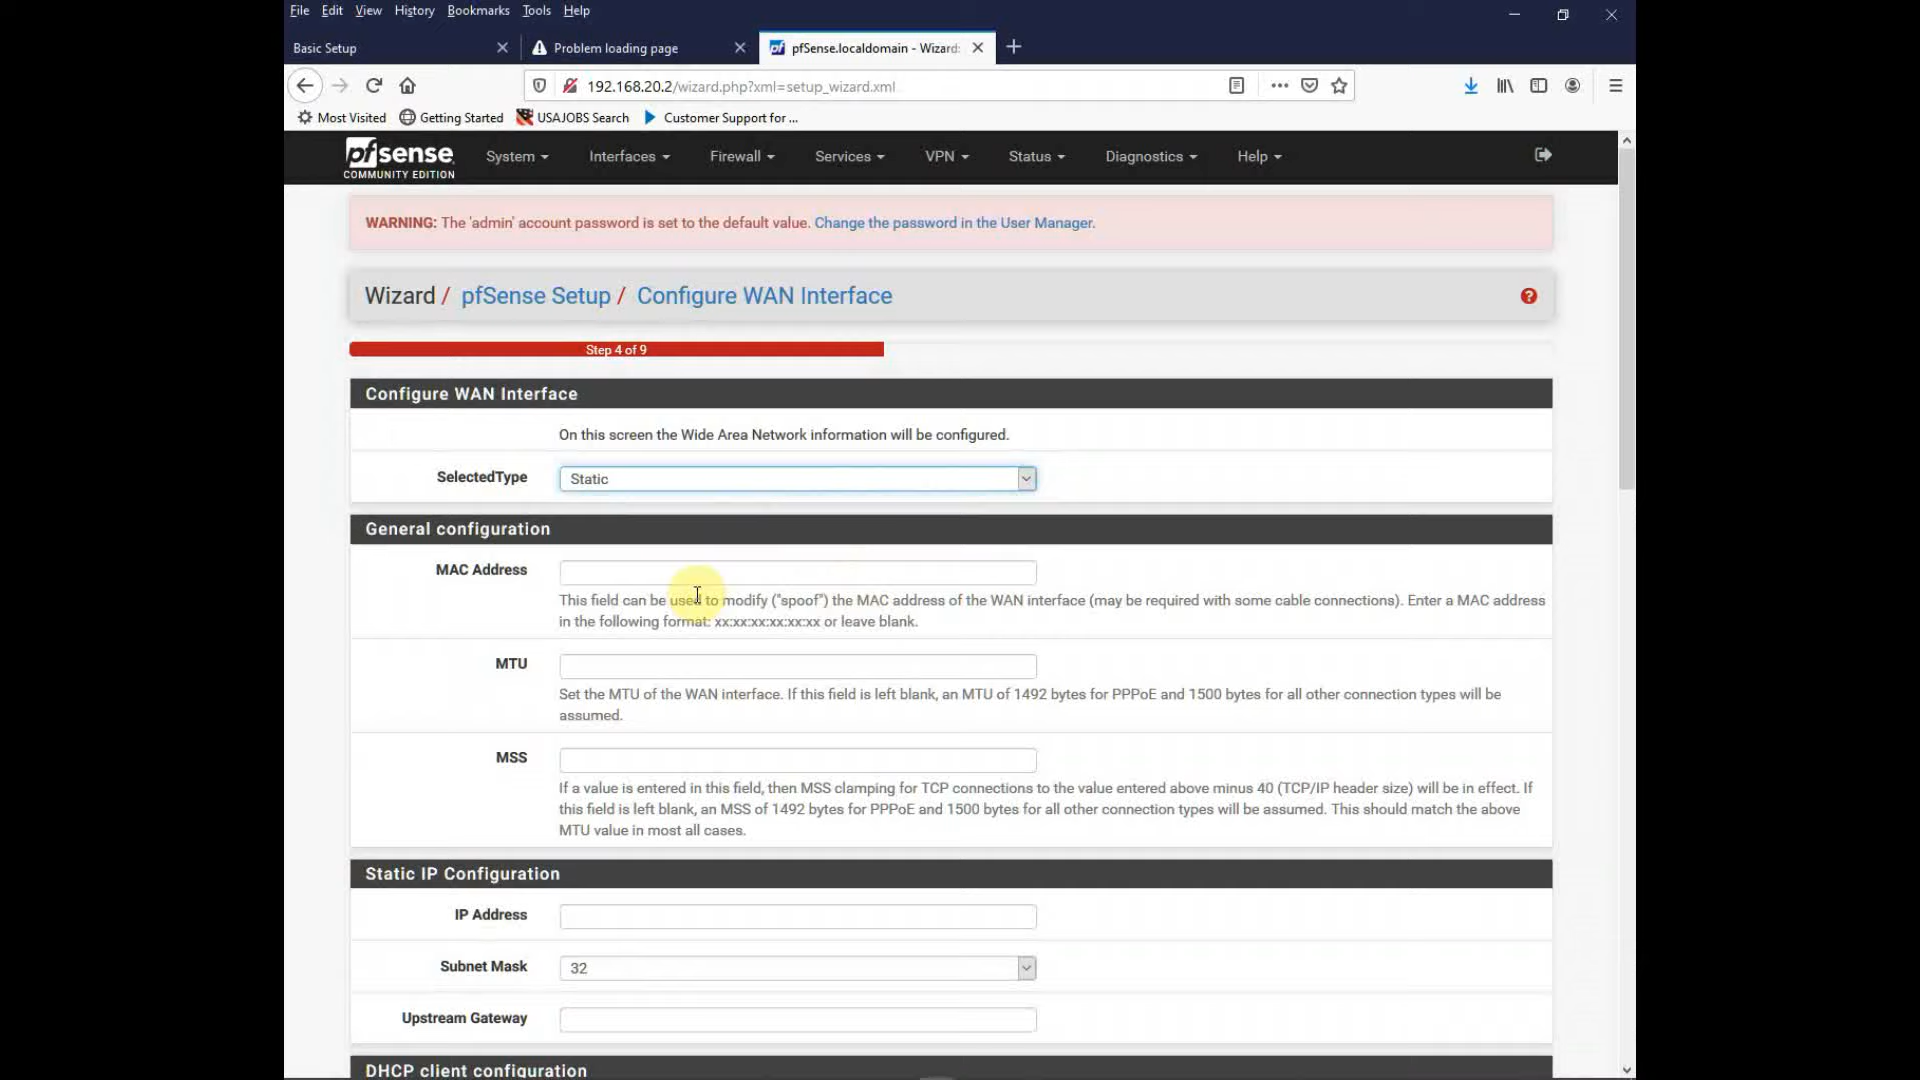 File Edit View History Bookmarks Tools Help
Basic Setup
Problem loading page
pfSense.localdomain - Wizard:
192.168.20.2/wizard.php?xml=setup_wizard.xml
Most Visited Getting Started USAJOBS Search Customer Support for ...
pfsense
COMMUNITY EDITION
System Interfaces Firewall Services VPN Status Diagnostics Help
WARNING: The 'admin' account password is set to the default value. Change the password in the User Manager.
Wizard / pfSense Setup / Configure WAN Interface
Step 4 of 9
Configure WAN Interface
On this screen the Wide Area Network information will be configured.
SelectedType Static
General configuration
MAC Address
This field can be used to modify ("spoof") the MAC address of the WAN interface (may be required with some cable connections). Enter a MAC address
in the following format: xx:xx:xx:xx:xx:xx or leave blank.
MTU
Set the MTU of the WAN interface. If this field is left blank, an MTU of 1492 bytes for PPPoE and 1500 bytes for all other connection types will be
assumed.
MSS
If a value is entered in this field, then MSS clamping for TCP connections to the value entered above minus 40 (TCP/IP header size) will be in effect. If
this field is left blank, an MSS of 1492 bytes for PPPoE and 1500 bytes for all other connection types will be assumed. This should match the above
MTU value in most all cases.
Static IP Configuration
IP Address
Subnet Mask 32
Upstream Gateway
DHCP client configuration